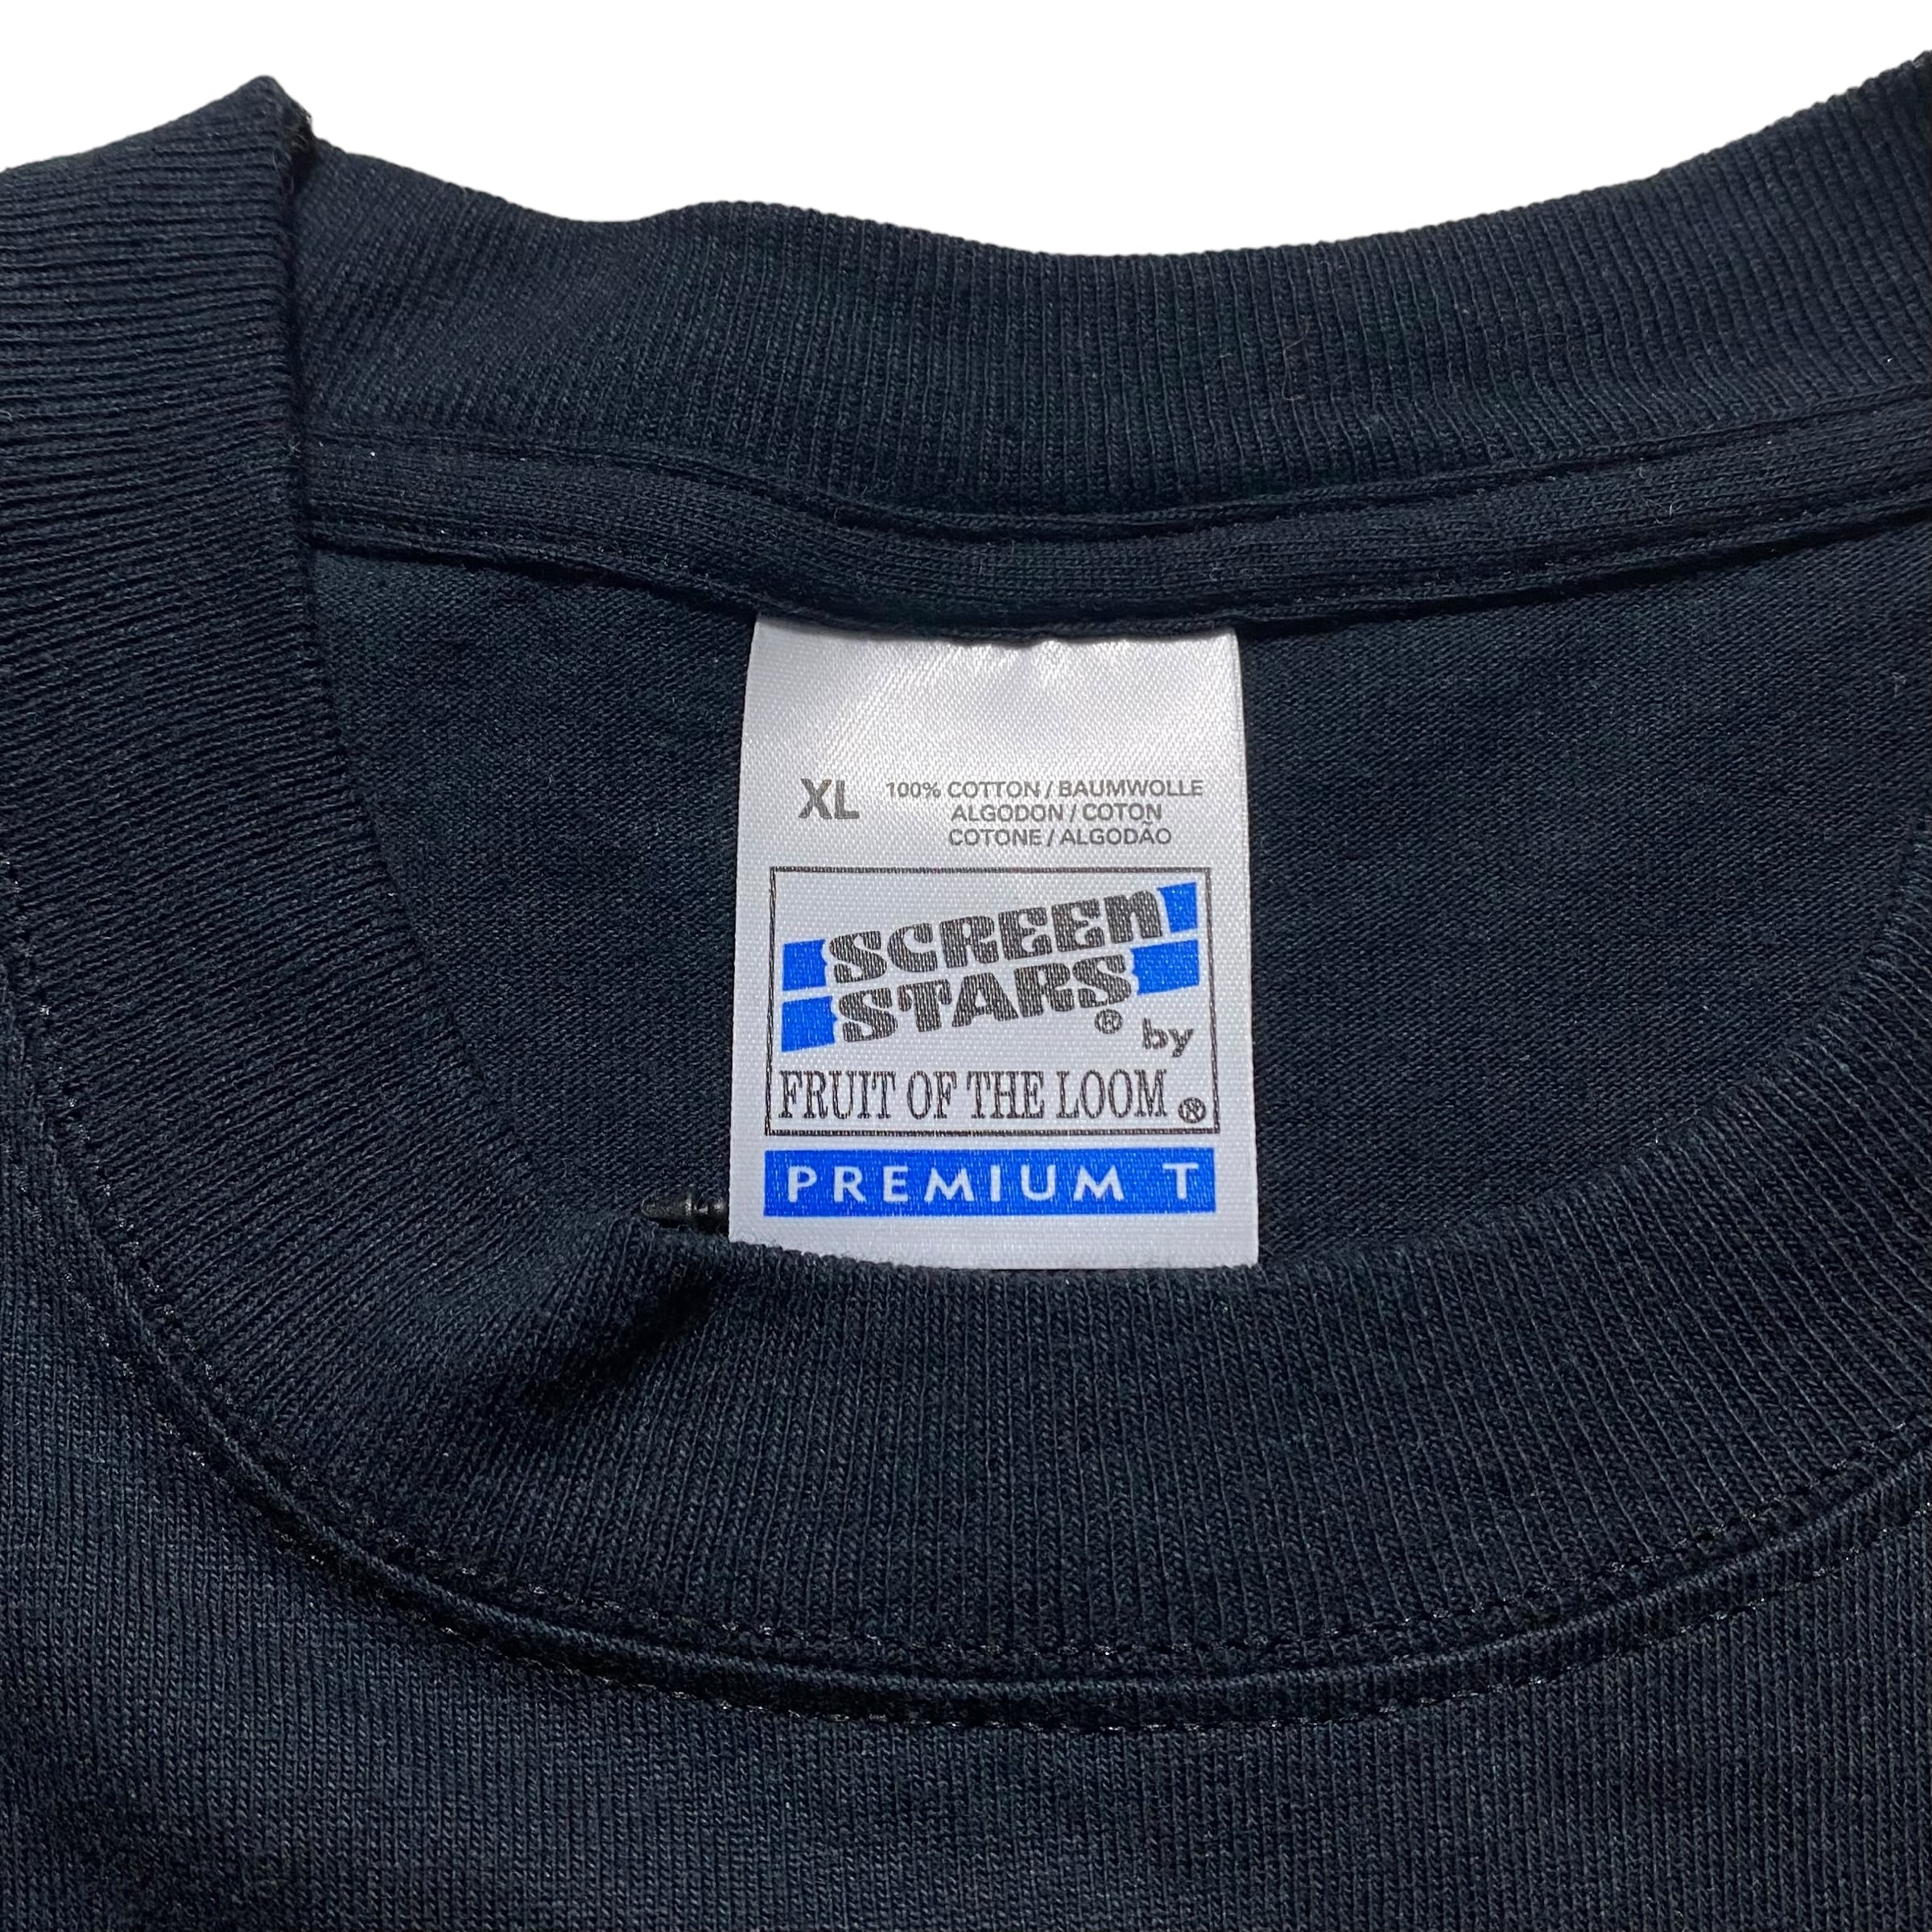 XL 100% COTTON / BAUMWOLLE
ALGODON / COTON
COTONE / ALGODÃO
SCREEN
STARS® by
FRUIT OF THE LOOM®
PREMIUM T